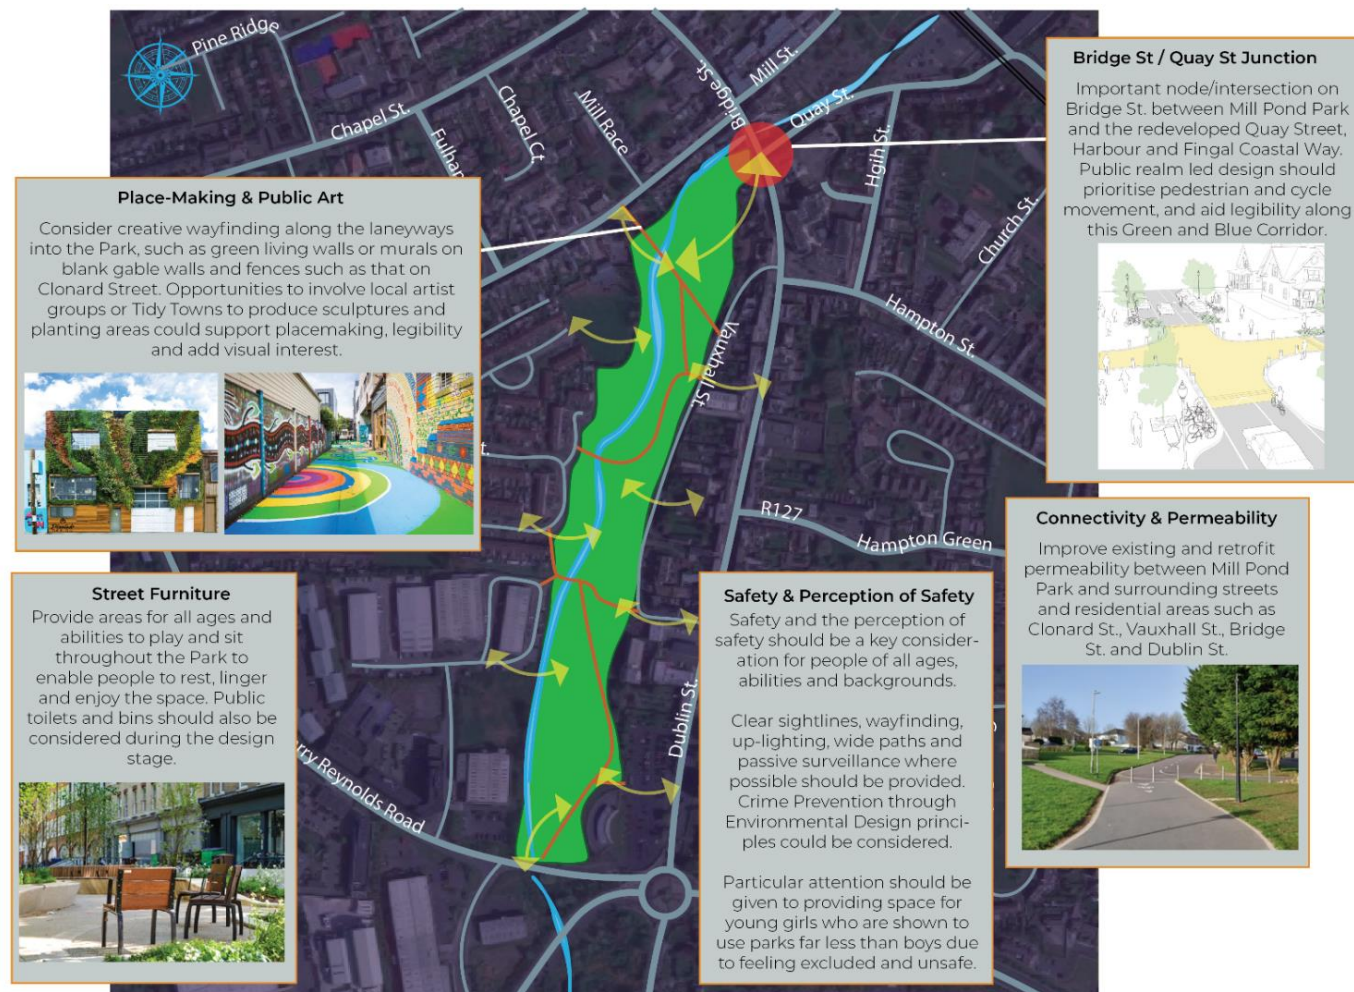 Pine Ridge
Chapel St.
Fulham
Chapel Ct.
Mill Race
Bridge St.
Mill St.
Quay St.
Hgih St.
Church St.
Hampton St.
Vauxhall St.
R127
Hampton Green
Dublin St.
Reynolds Road
Bridge St / Quay St Junction
Important node/intersection on
Bridge St. between Mill Pond Park
and the redeveloped Quay Street,
Harbour and Fingal Coastal Way.
Public realm led design should
prioritise pedestrian and cycle
movement, and aid legibility along
this Green and Blue Corridor.
Place-Making & Public Art
Consider creative wayfinding along the laneyways
into the Park, such as green living walls or murals on
blank gable walls and fences such as that on
Clonard Street. Opportunities to involve local artist
groups or Tidy Towns to produce sculptures and
planting areas could support placemaking, legibility
and add visual interest.
Connectivity & Permeability
Improve existing and retrofit
permeability between Mill Pond
Park and surrounding streets
and residential areas such as
Clonard St., Vauxhall St., Bridge
St. and Dublin St.
Street Furniture
Provide areas for all ages and
abilities to play and sit
throughout the Park to
enable people to rest, linger
and enjoy the space. Public
toilets and bins should also be
considered during the design
stage.
Safety & Perception of Safety
Safety and the perception of
safety should be a key consider-
ation for people of all ages,
abilities and backgrounds.
Clear sightlines, wayfinding,
up-lighting, wide paths and
passive surveillance where
possible should be provided.
Crime Prevention through
Environmental Design princi-
ples could be considered.
Particular attention should be
given to providing space for
young girls who are shown to
use parks far less than boys due
to feeling excluded and unsafe.